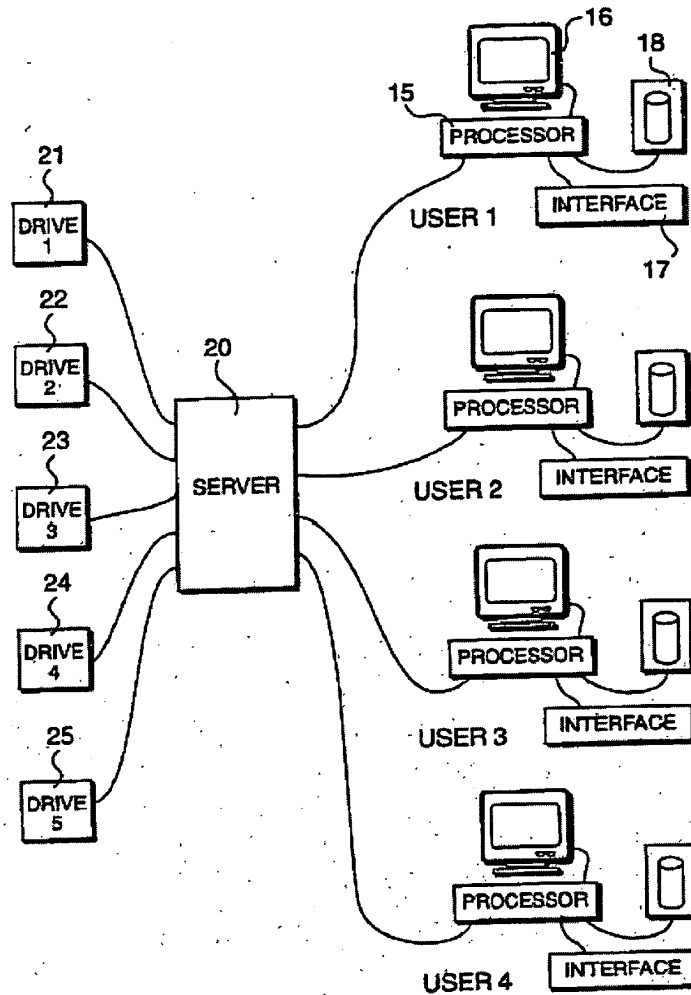 16
18
15
PROCESSOR
INTERFACE
USER 1
17
21
DRIVE
1
22
DRIVE
2
20
SERVER
PROCESSOR
INTERFACE
USER 2
23
DRIVE
3
24
DRIVE
4
PROCESSOR
INTERFACE
USER 3
25
DRIVE
5
PROCESSOR
INTERFACE
USER 4